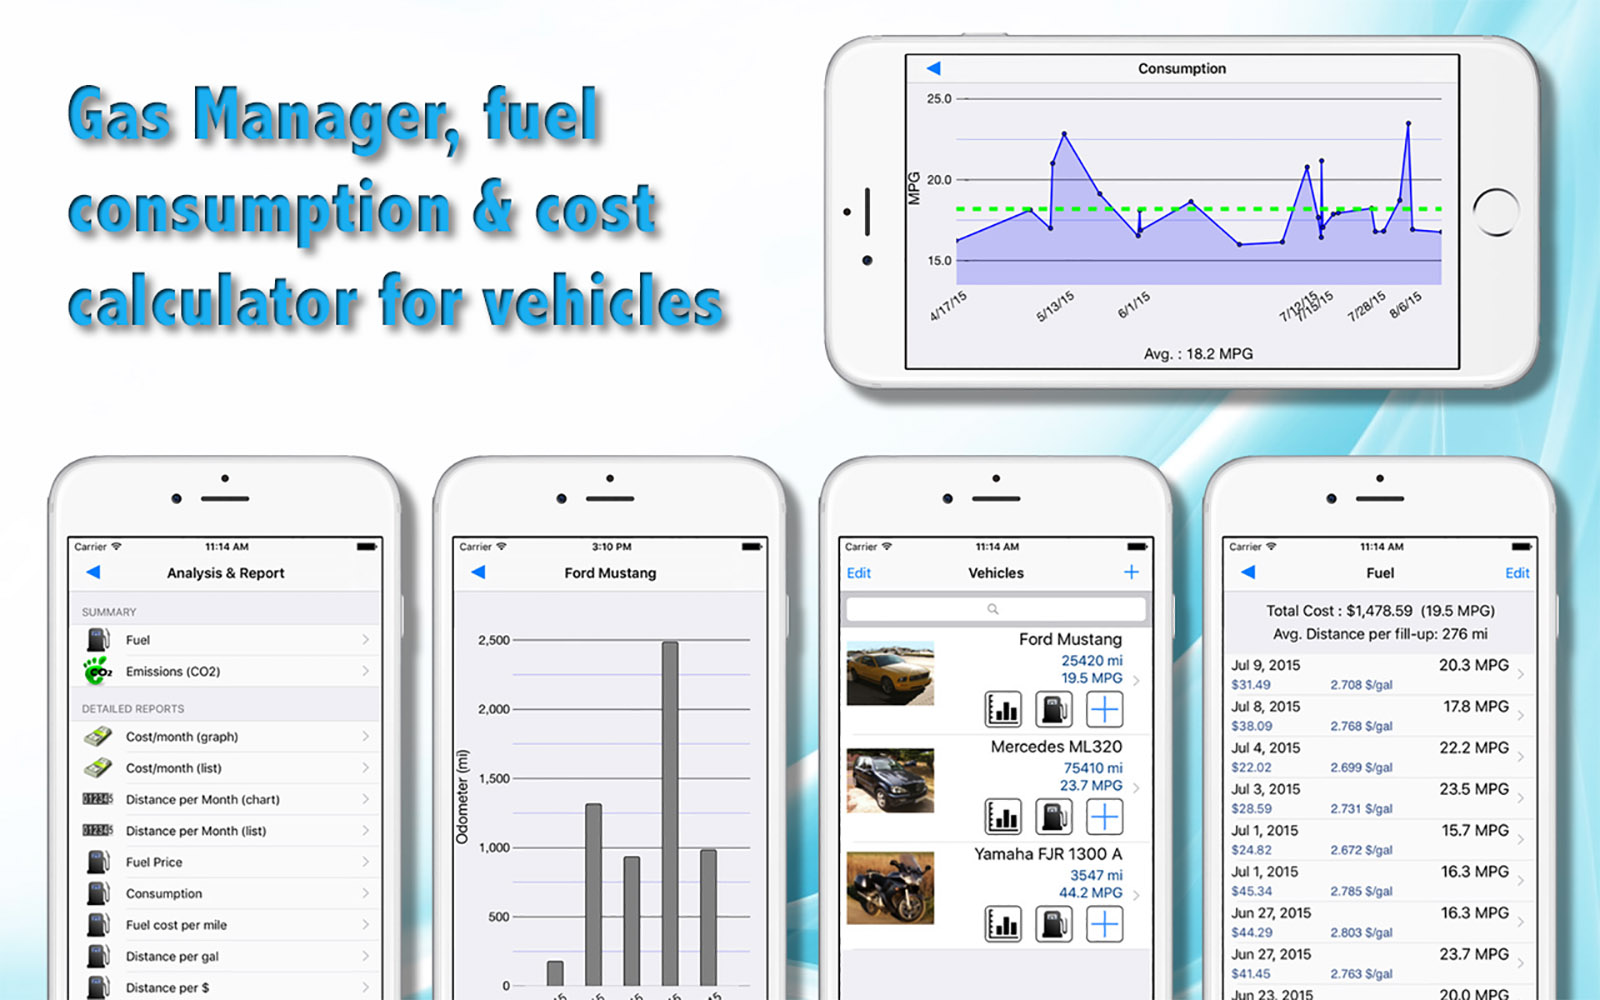 Gas Manager, fuel
consumption & cost
calculator for vehicles
Consumption
25.0
20.0
15.0
MPG
4/17/15
5/13/15
6/1/15
7/12/15
7/15/15
7/28/15
8/6/15
Avg. : 18.2 MPG
Carrier
11:14 AM
Analysis & Report
SUMMARY
Fuel
CO2
Emissions (CO2)
DETAILED REPORTS
Cost/month (graph)
Cost/month (list)
Distance per Month (chart)
Distance per Month (list)
Fuel Price
Consumption
Fuel cost per mile
Distance per gal
Distance per $
Carrier
3:10 PM
Ford Mustang
2,500
2,000
1,500
1,000
500
0
Odometer (mi)
Carrier
11:14 AM
Edit
Vehicles
+
Ford Mustang
25420 mi
19.5 MPG
Mercedes ML320
75410 mi
23.7 MPG
Yamaha FJR 1300 A
3547 mi
44.2 MPG
Carrier
11:14 AM
Fuel
Edit
Total Cost : $1,478.59 (19.5 MPG)
Avg. Distance per fill-up: 276 mi
Jul 9, 2015 20.3 MPG
$31.49 2.708 $/gal
Jul 8, 2015 17.8 MPG
$38.09 2.768 $/gal
Jul 4, 2015 22.2 MPG
$22.02 2.699 $/gal
Jul 3, 2015 23.5 MPG
$28.59 2.731 $/gal
Jul 1, 2015 15.7 MPG
$24.82 2.672 $/gal
Jul 1, 2015 16.3 MPG
$45.34 2.785 $/gal
Jun 27, 2015 16.3 MPG
$44.29 2.803 $/gal
Jun 27, 2015 23.7 MPG
$41.45 2.763 $/gal
Jun 23, 2015 20.0 MPG